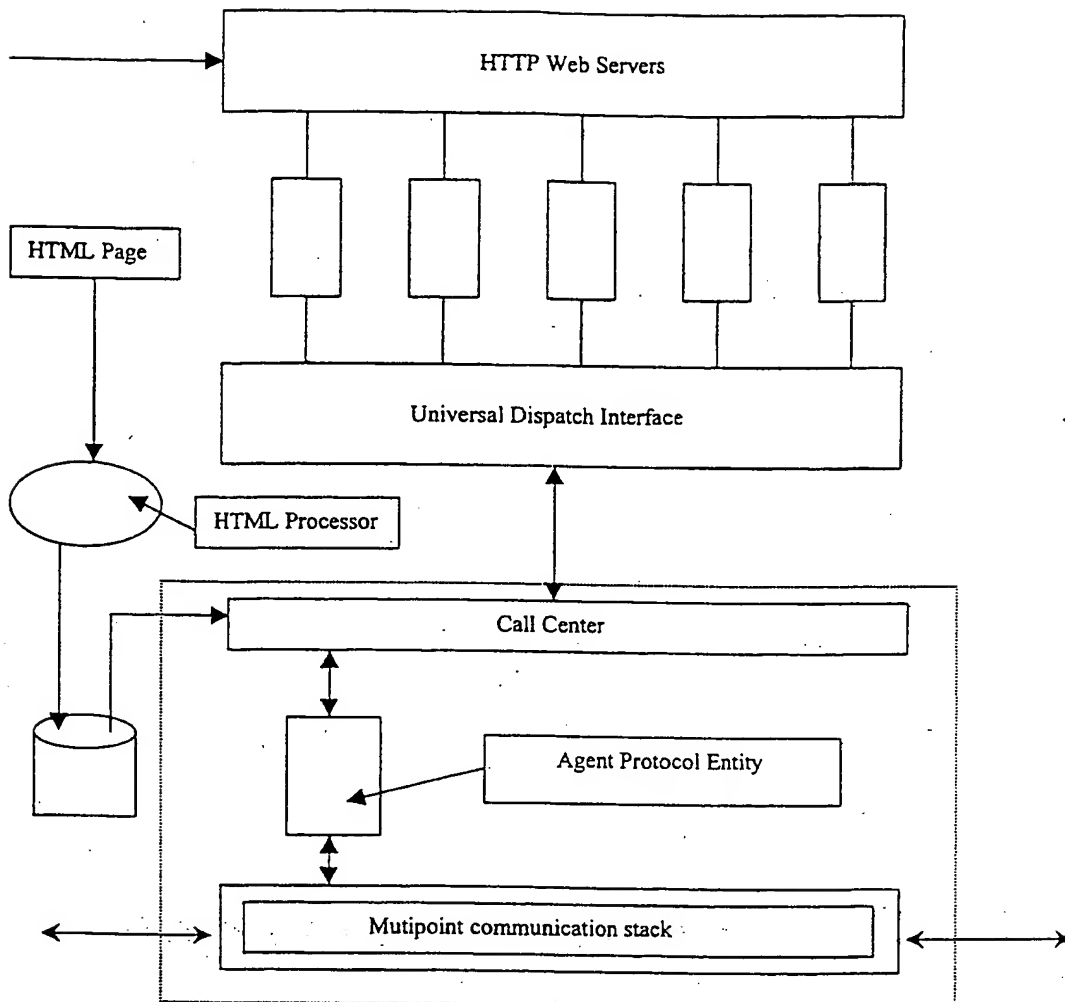 HTTP Web Servers
HTML Page
Universal Dispatch Interface
HTML Processor
Call Center
Agent Protocol Entity
Mutipoint communication stack